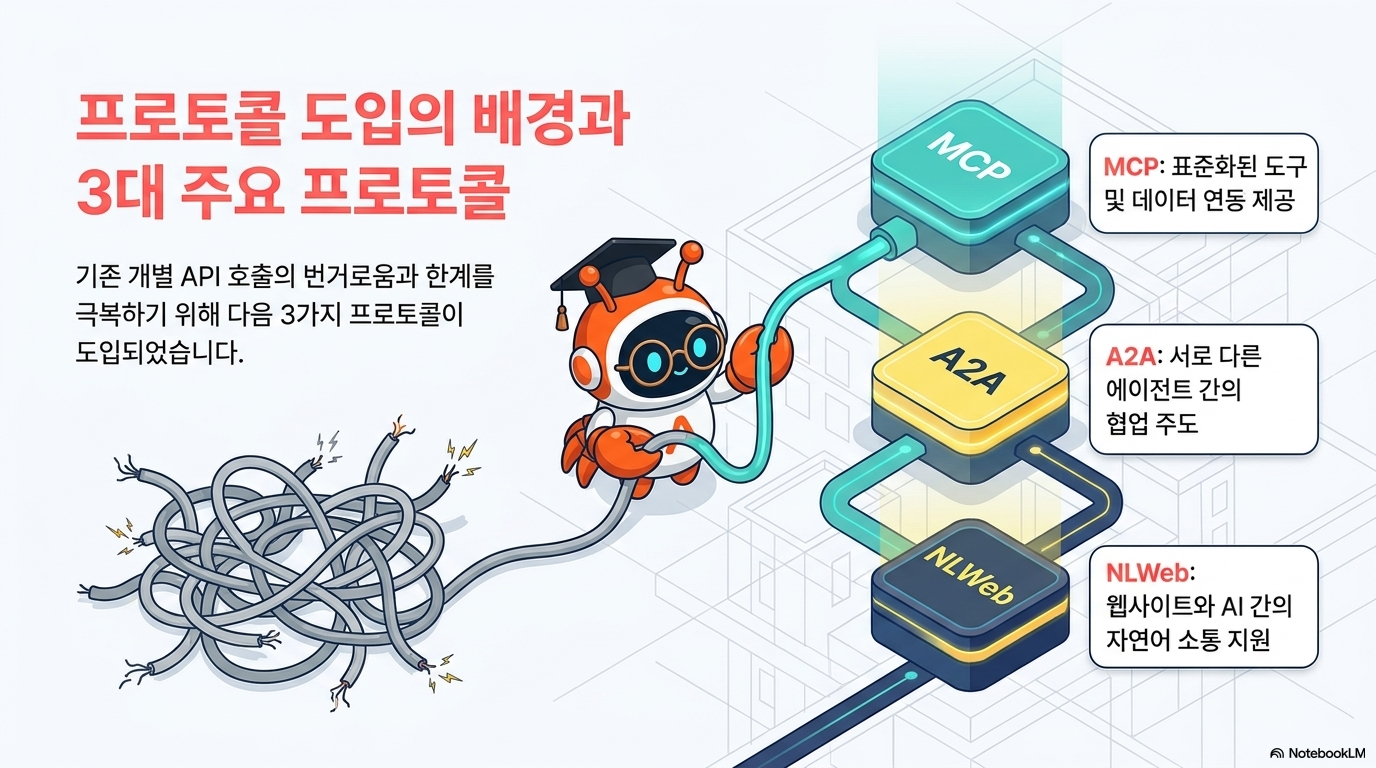 프로토콜 도입의 배경과
3대 주요 프로토콜
기존 개별 API 호출의 번거로움과 한계를
극복하기 위해 다음 3가지 프로토콜이
도입되었습니다.
MCP
MCP: 표준화된 도구
및 데이터 연동 제공
A2A
A2A: 서로 다른
에이전트 간의
협업 주도
NLWeb
NLWeb:
웹사이트와 AI 간의
자연어 소통 지원
NotebookLM